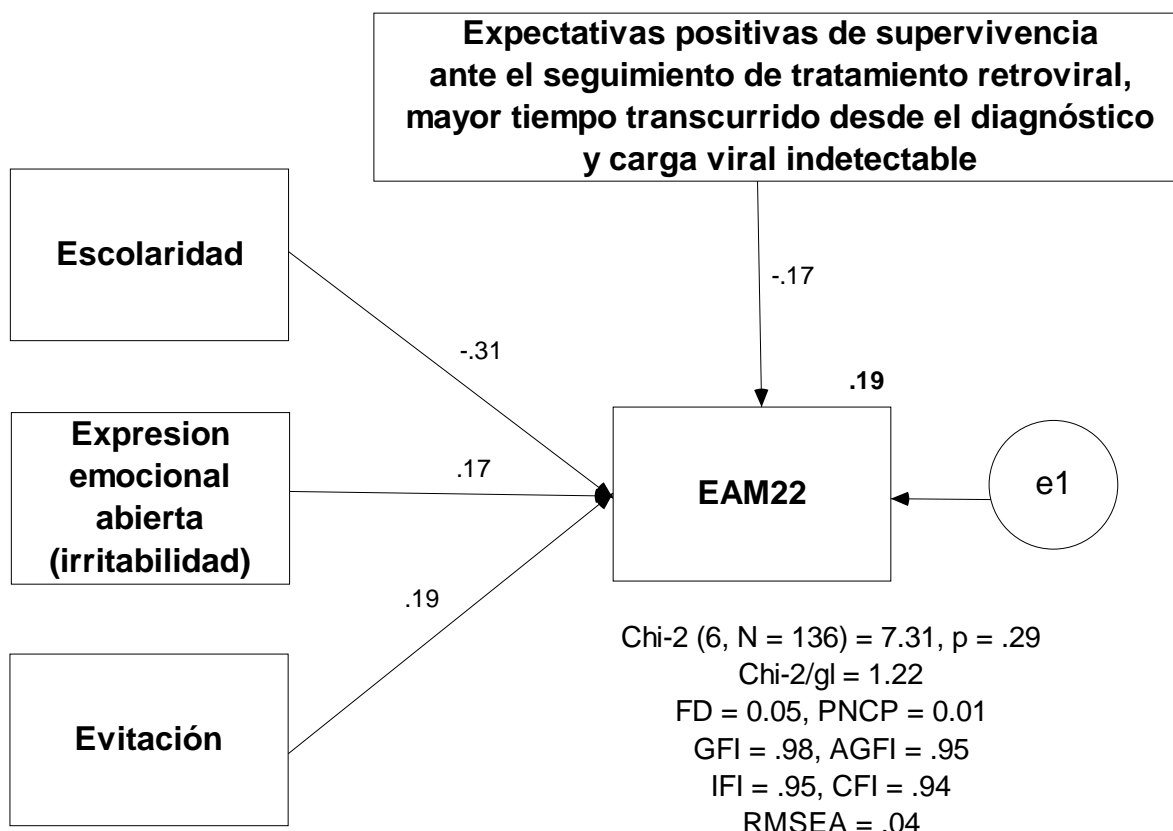 Expectativas positivas de supervivencia
ante el seguimiento de tratamiento retroviral,
mayor tiempo transcurrido desde el diagnóstico
y carga viral indetectable
Escolaridad
-.17
-.31
.19
Expresion
emocional
abierta
(irritabilidad)
.17
EAM22
e1
.19
Evitación
Chi-2 (6, N = 136) = 7.31, p = .29
Chi-2/gl = 1.22
FD = 0.05, PNCP = 0.01
GFI = .98, AGFI = .95
IFI = .95, CFI = .94
RMSEA = .04